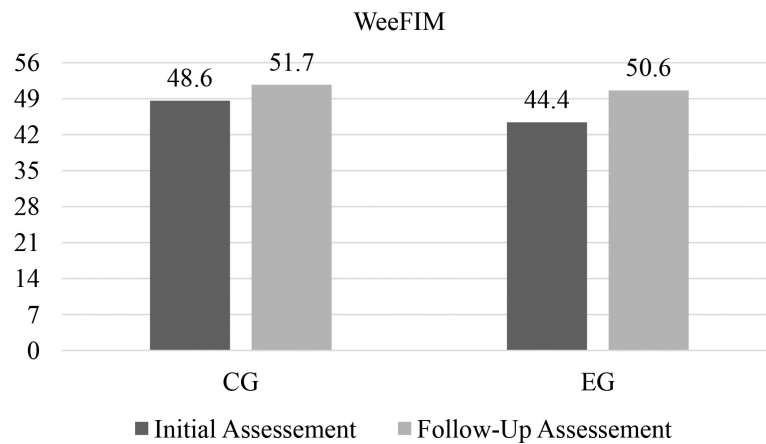 WeeFIM
56
49
42
35
28
21
14
7
0
48.6
51.7
44.4
50.6
CG
EG
Initial Assessement
Follow-Up Assessement